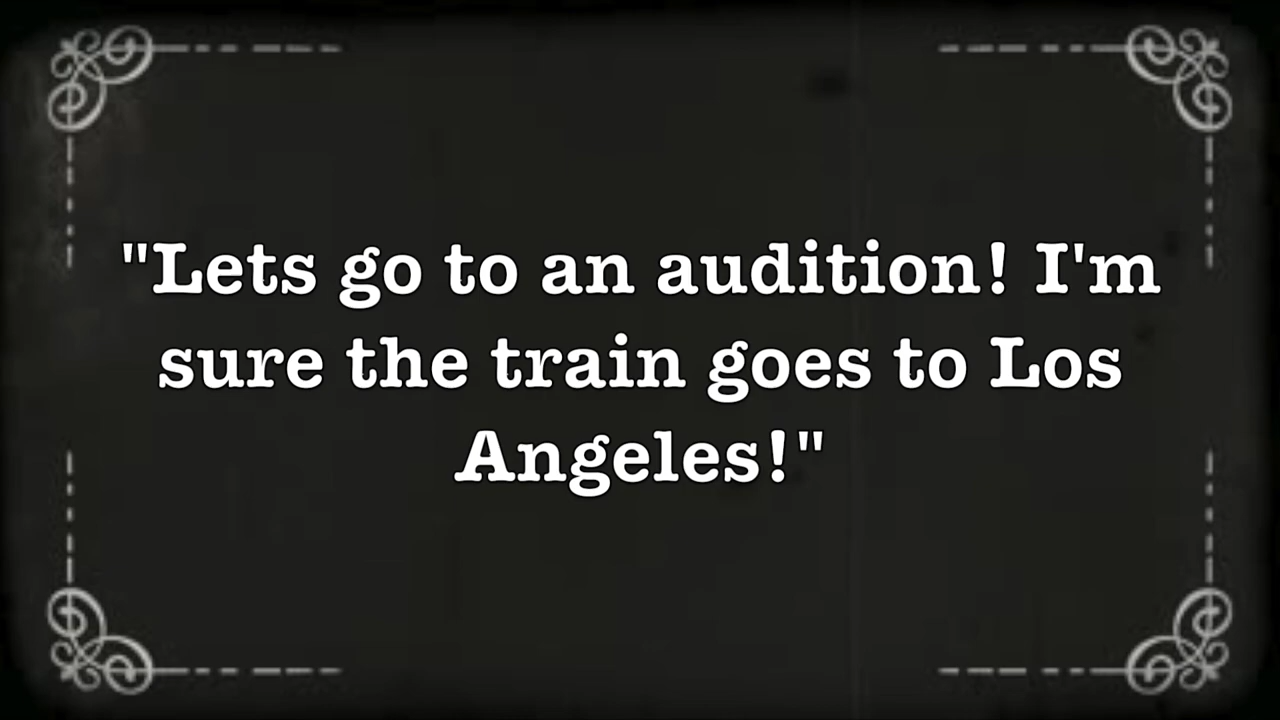 "Lets go to an audition! I'm
sure the train goes to Los
Angeles!"